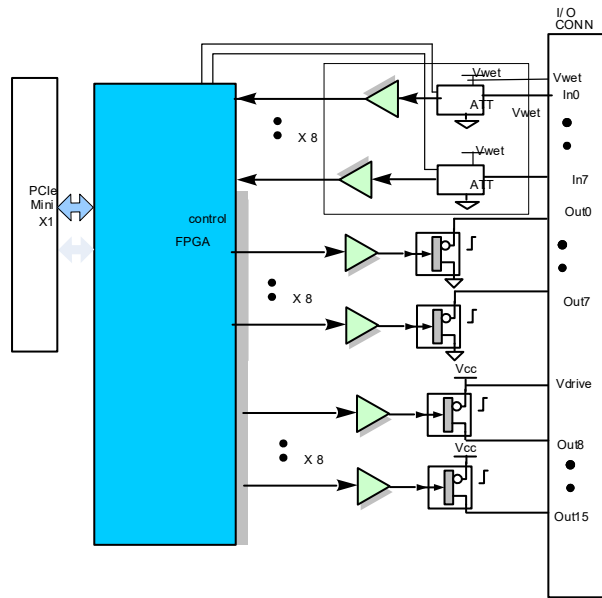 I/O
CONN
Vwet
Vwet
In0
ATT
Vwet
X 8
Vwet
ATT
In7
PCIe
Mini
X1
control
FPGA
Out0
X 8
Out7
Vcc
Vdrive
Out8
Vcc
X 8
Out15